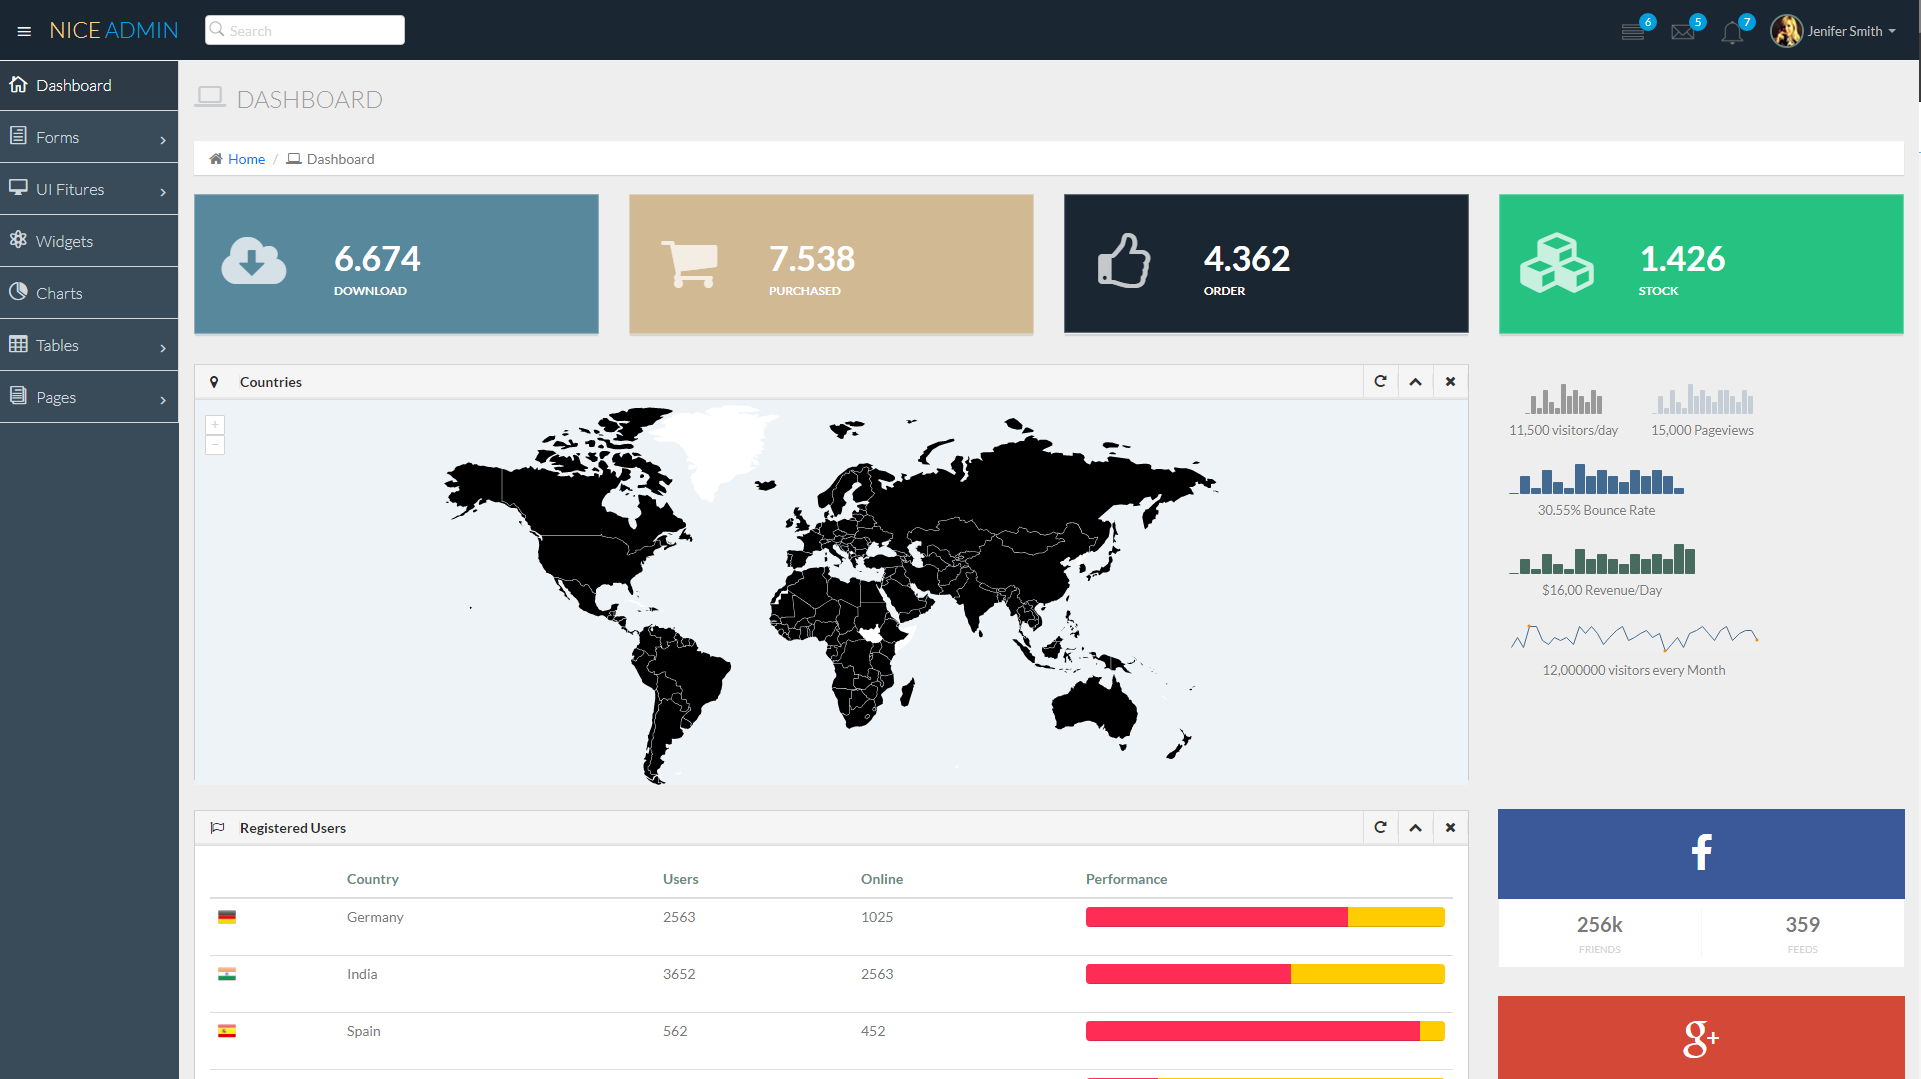 NICE ADMIN
Search
6
5
7
Jenifer Smith
Dashboard
Forms
UI Fitures
Widgets
Charts
Tables
Pages
DASHBOARD
Home / Dashboard
6.674
DOWNLOAD
7.538
PURCHASED
4.362
ORDER
1.426
STOCK
Countries
+
−
11,500 visitors/day
15,000 Pageviews
30.55% Bounce Rate
$16,00 Revenue/Day
12,000000 visitors every Month
Registered Users
Country Users Online Performance
Germany 2563 1025
India 3652 2563
Spain 562 452
f
256k
FRIENDS
359
FEEDS
g+